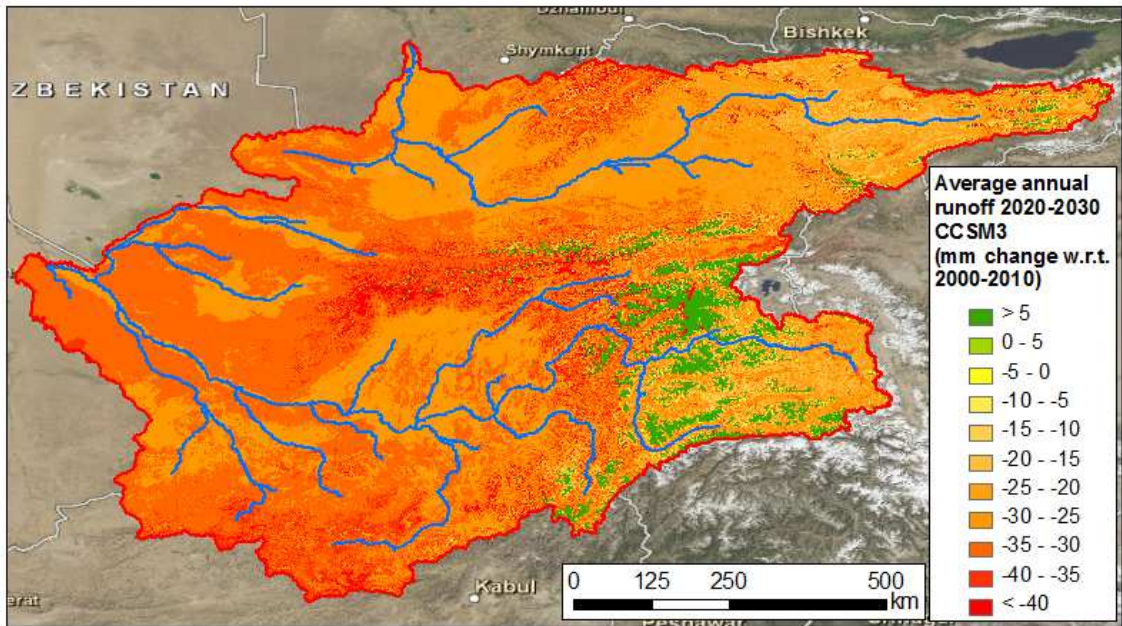 Dzhambul
Bishkek
Shymkent
ZBEKISTAN
Average annual
runoff 2020-2030
CCSM3
(mm change w.r.t.
2000-2010)
> 5
0 - 5
-5 - 0
-10 - -5
-15 - -10
-20 - -15
-25 - -20
-30 - -25
-35 - -30
-40 - -35
< -40
Kabul
erat
0 125 250 500
km
Peshawar